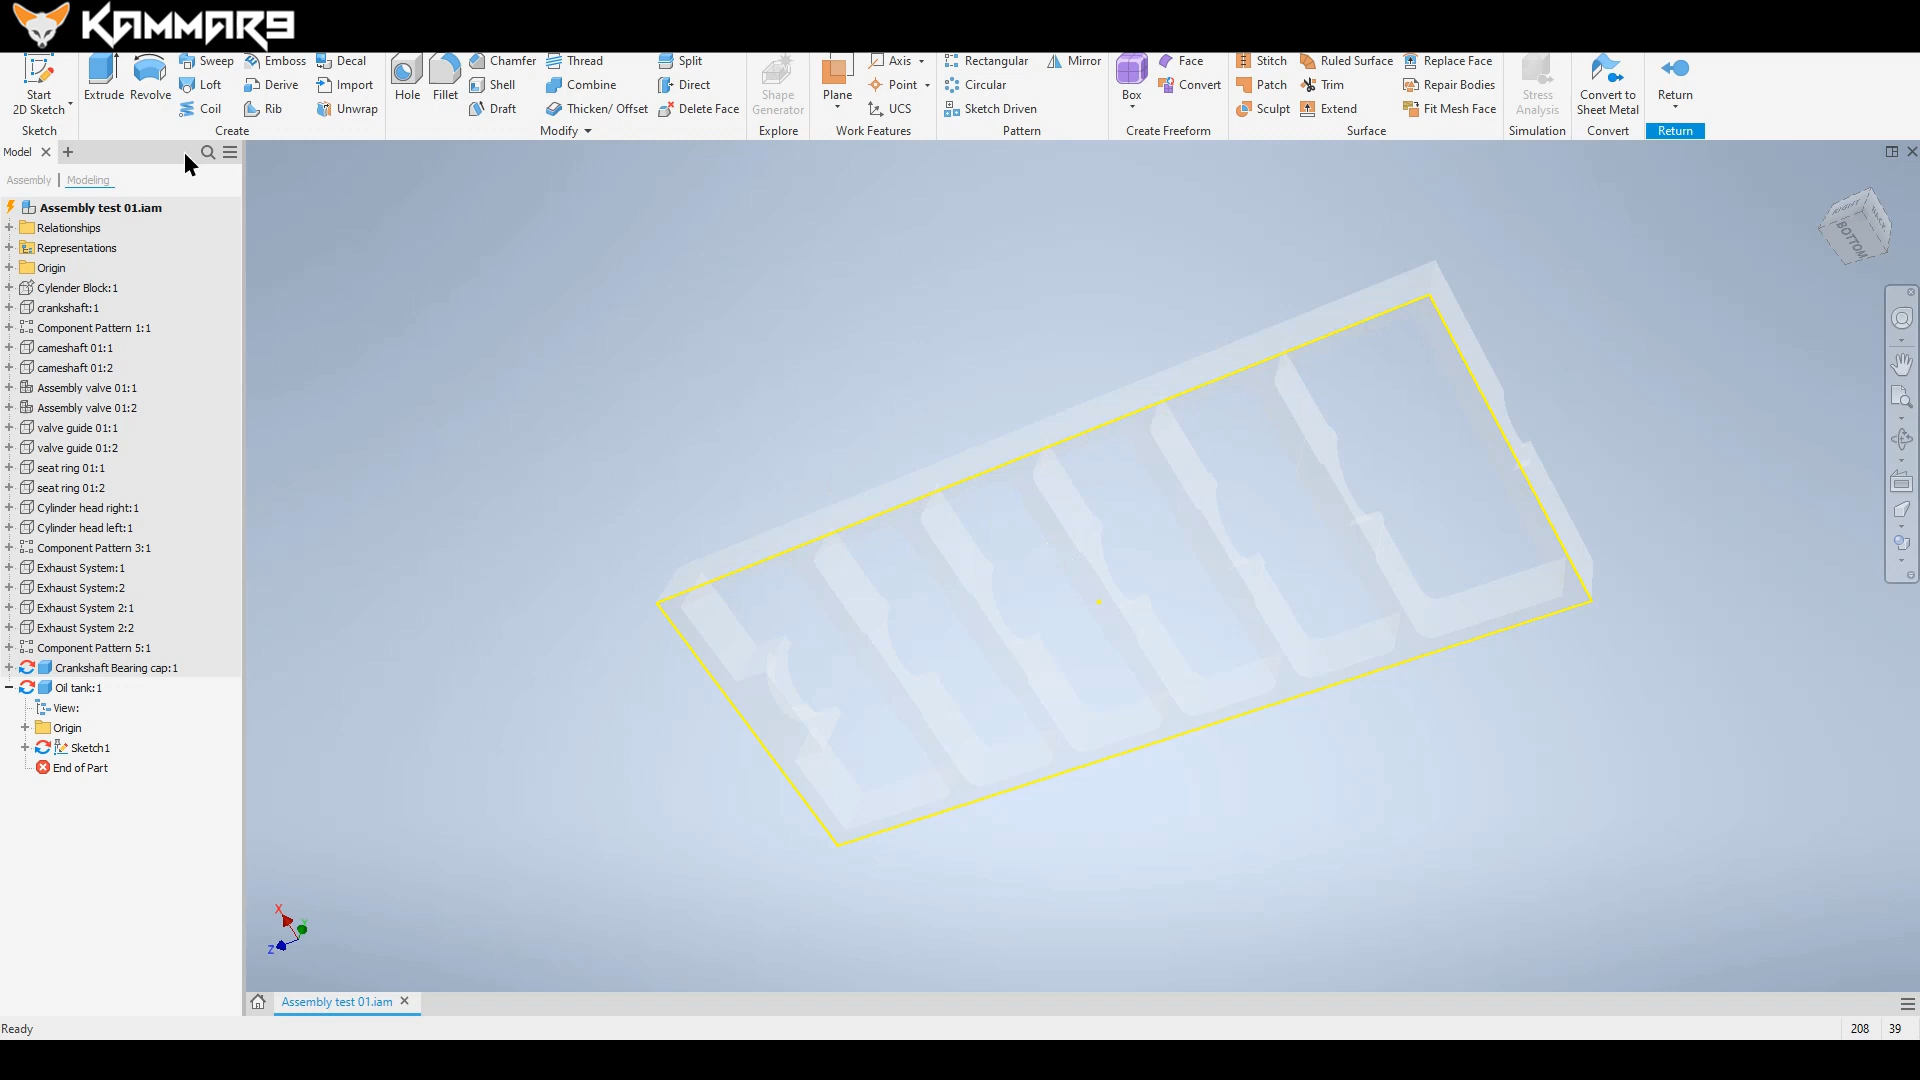 KAMMAR9
Start
2D Sketch
Sketch
Extrude
Revolve
Sweep
Emboss
Decal
Loft
Derive
Import
Coil
Rib
Unwrap
Create
Hole
Fillet
Chamfer
Thread
Split
Shell
Combine
Direct
Draft
Thicken/ Offset
Delete Face
Modify
Shape
Generator
Explore
Plane
Axis
Point
UCS
Work Features
Rectangular
Mirror
Circular
Sketch Driven
Pattern
Box
Face
Convert
Create Freeform
Stitch
Ruled Surface
Replace Face
Patch
Trim
Repair Bodies
Sculpt
Extend
Fit Mesh Face
Surface
Stress
Analysis
Simulation
Convert to
Sheet Metal
Convert
Return
Return
Model
Assembly | Modeling
Assembly test 01.iam
Relationships
Representations
Origin
Cylender Block:1
crankshaft:1
Component Pattern 1:1
cameshaft 01:1
cameshaft 01:2
Assembly valve 01:1
Assembly valve 01:2
valve guide 01:1
valve guide 01:2
seat ring 01:1
seat ring 01:2
Cylinder head right:1
Cylinder head left:1
Component Pattern 3:1
Exhaust System:1
Exhaust System:2
Exhaust System 2:1
Exhaust System 2:2
Component Pattern 5:1
Crankshaft Bearing cap:1
Oil tank:1
View:
Origin
Sketch1
End of Part
RIGHT
BOTTOM
X
Y
Z
Assembly test 01.iam
Ready
208
39